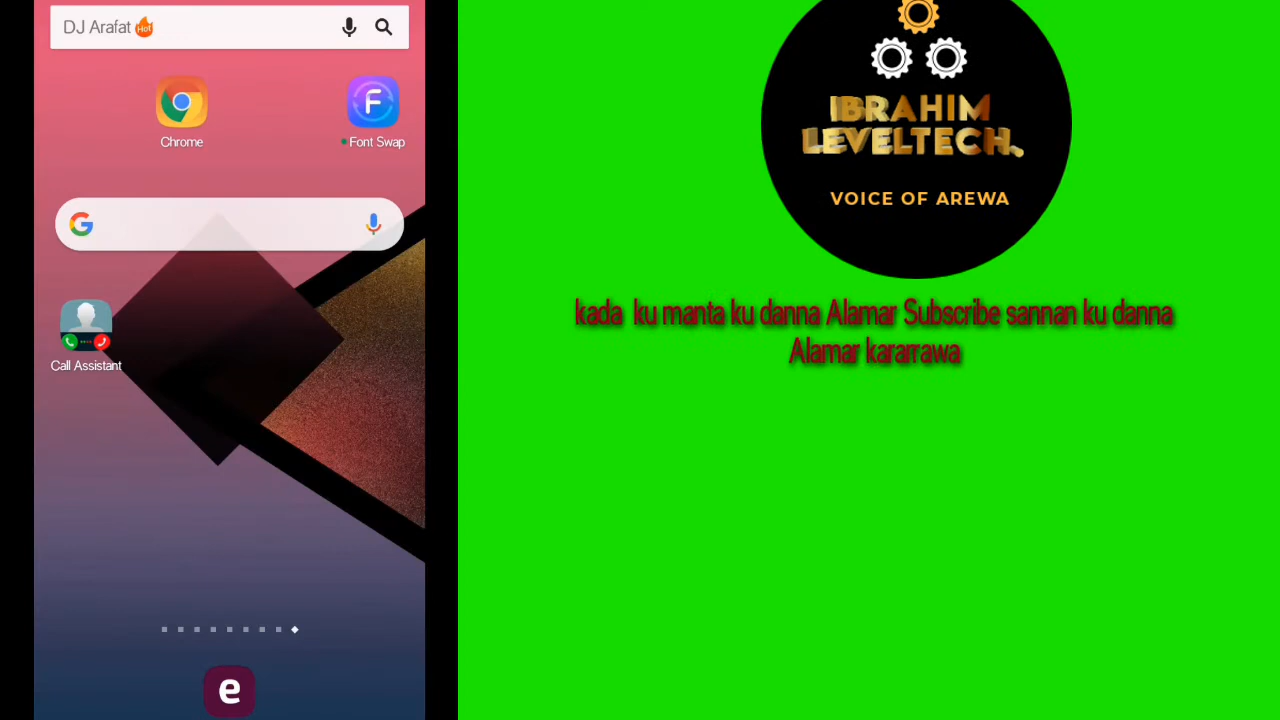 DJ Arafat
Hot
Chrome
Font Swap
Call Assistant
e
IBRAHIM
LEVELTECH.
VOICE OF AREWA
kada ku manta ku danna Alamar Subscribe sannan ku danna
Alamar kararrawa